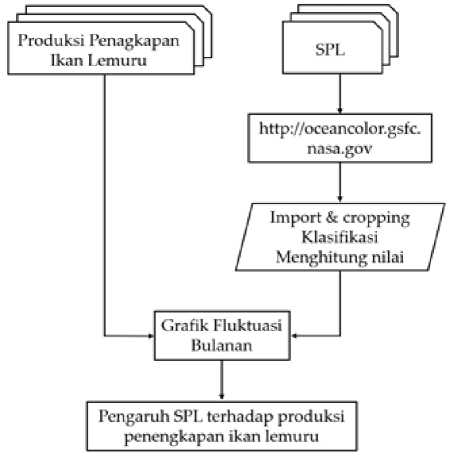 Produksi Penagkapan
Ikan Lemuru
SPL
http://oceancolor.gsfc.
nasa.gov
Import & cropping
Klasifikasi
Menghitung nilai
Grafik Fluktuasi
Bulanan
Pengaruh SPL terhadap produksi
penengkapan ikan lemuru